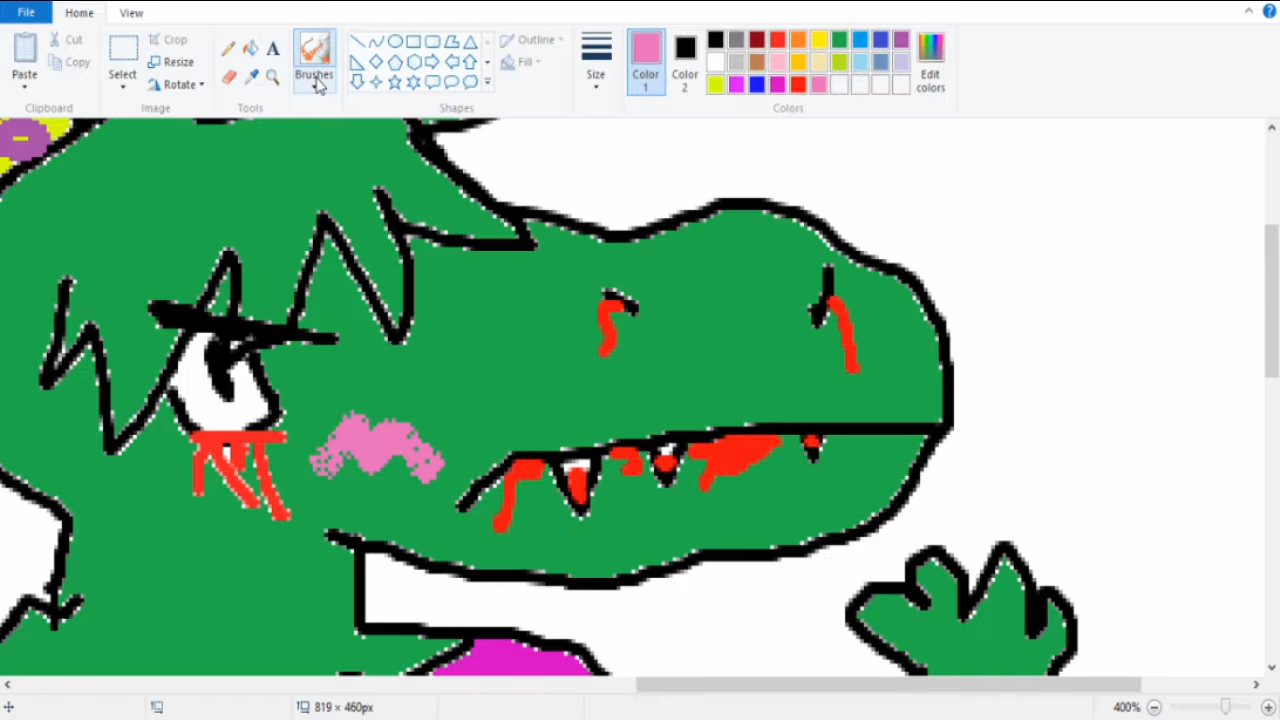 File Home View
Paste
Cut
Copy
Clipboard
Select
Crop
Resize
Rotate
Image
A
Tools
Brushes
Shapes
Outline
Fill
Size
Color
1
Color
2
Edit
colors
Colors
819 × 460px
400%